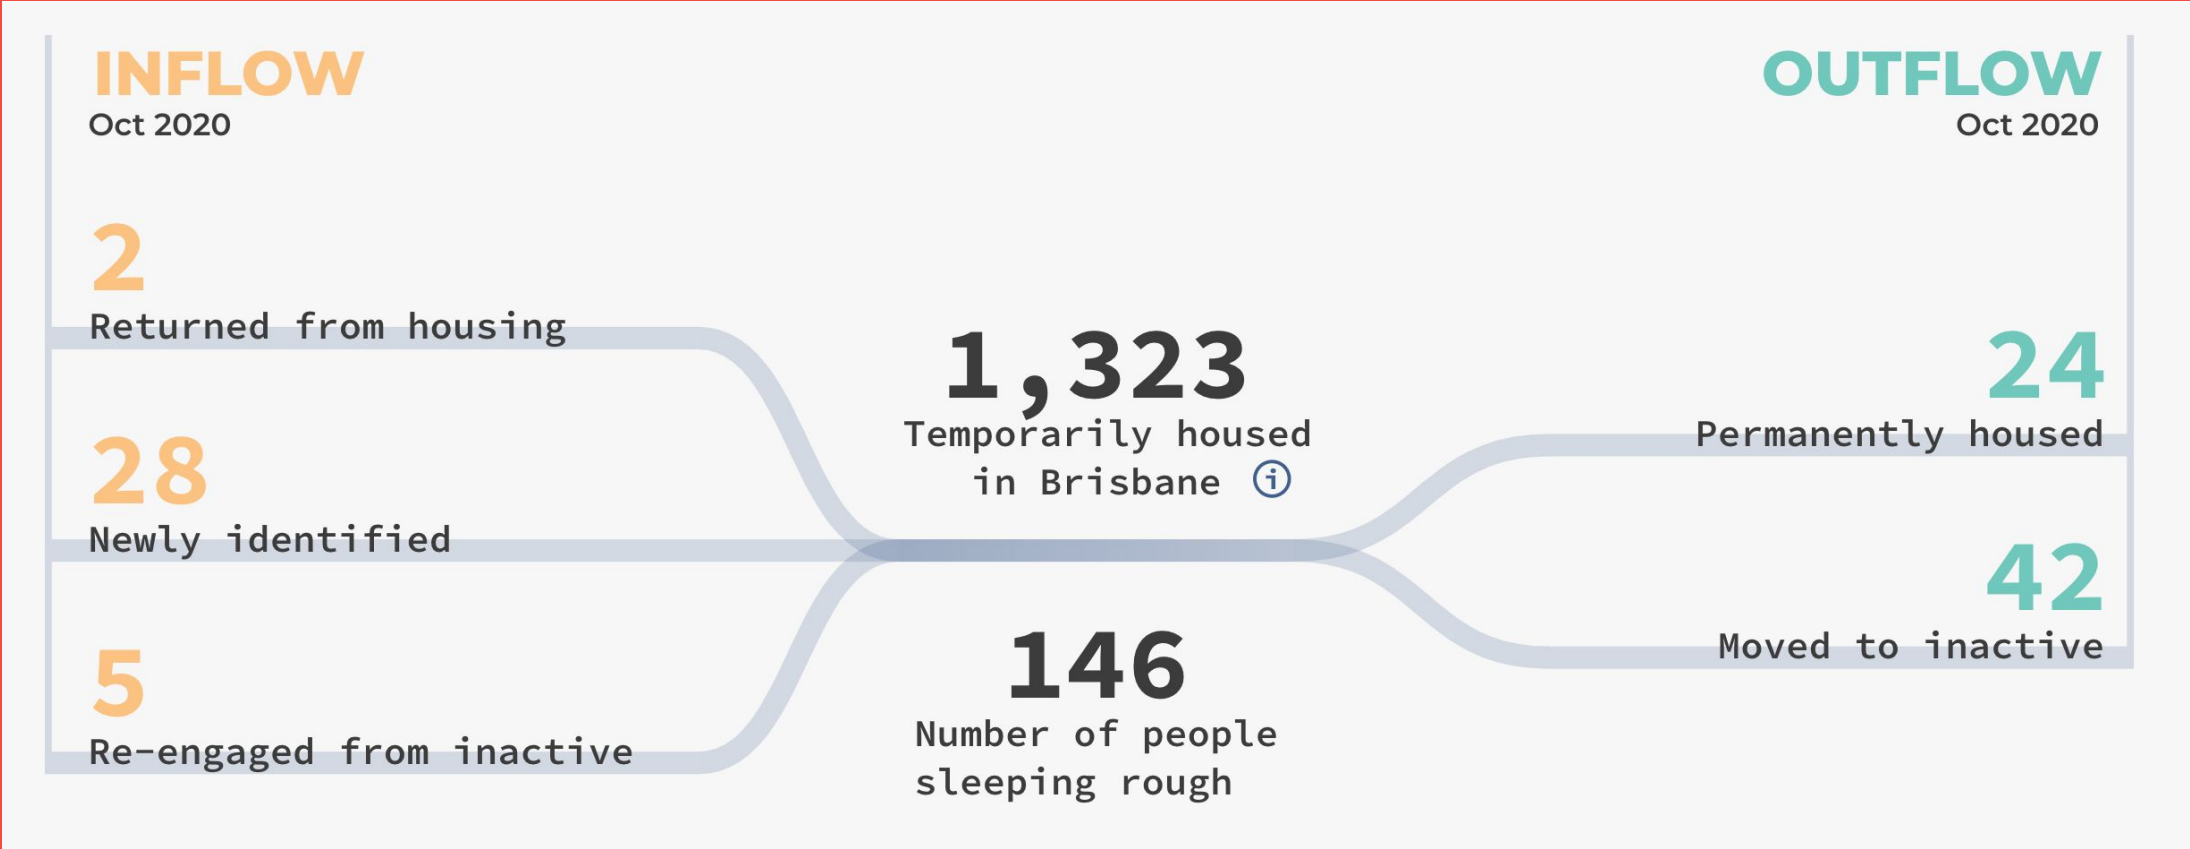 INFLOW
Oct 2020
2
Returned from housing
28
Newly identified
5
Re-engaged from inactive
1,323
Temporarily housed
in Brisbane
146
Number of people
sleeping rough
OUTFLOW
Oct 2020
24
Permanently housed
42
Moved to inactive